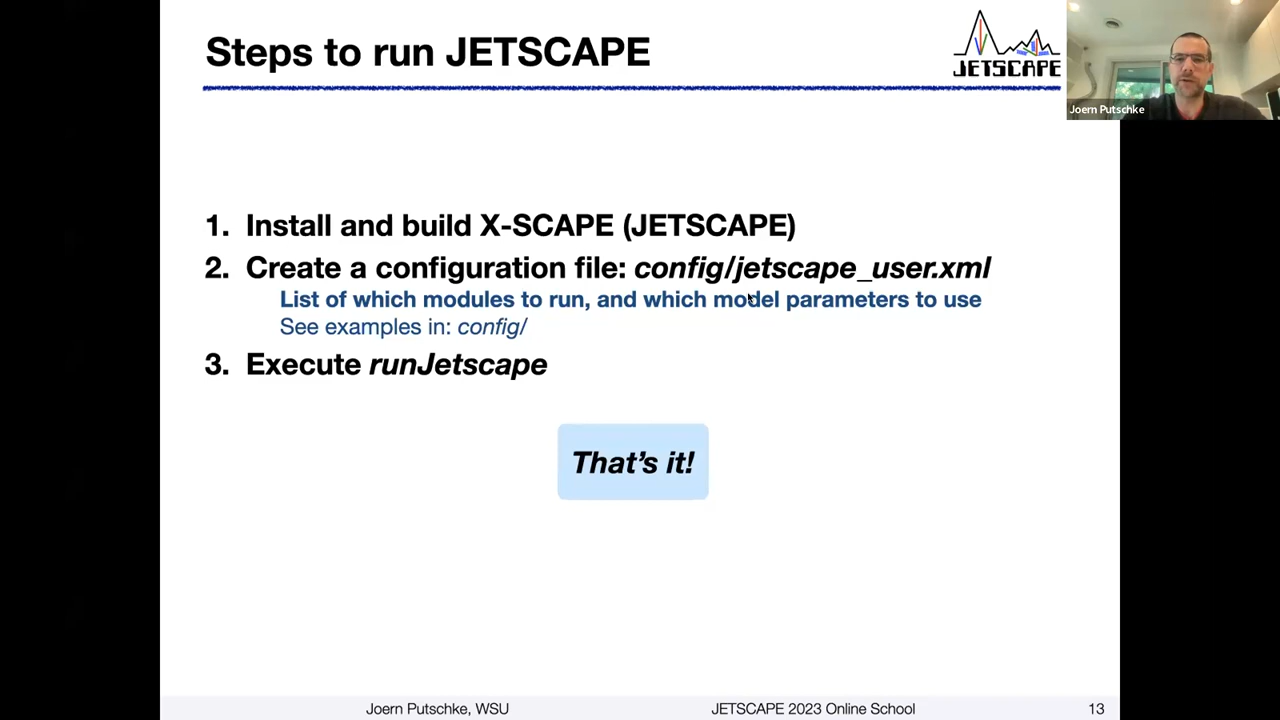 Steps to run JETSCAPE
JETSCAPE
Joern Putschke
1. Install and build X-SCAPE (JETSCAPE)
2. Create a configuration file: config/jetscape_user.xml
List of which modules to run, and which model parameters to use
See examples in: config/
3. Execute runJetscape
That's it!
Joern Putschke, WSU
JETSCAPE 2023 Online School
13